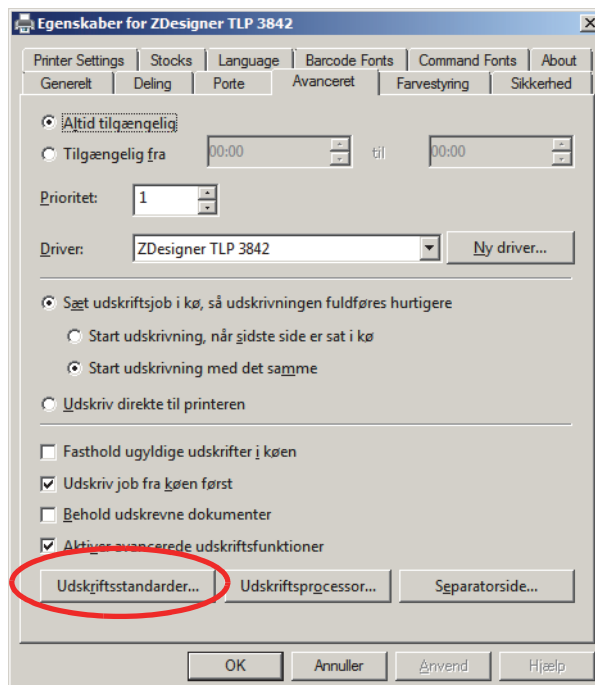 Egenskaber for ZDesigner TLP 3842
Printer Settings Stocks Language Barcode Fonts Command Fonts About
Generelt Deling Porte Avanceret Farvestyring Sikkerhed
Altid tilgængelig
Tilgængelig fra 00:00 til 00:00
Prioritet: 1
Driver: ZDesigner TLP 3842 Ny driver...
Sæt udskriftsjob i kø, så udskrivningen fuldføres hurtigere
Start udskrivning, når sidste side er sat i kø
Start udskrivning med det samme
Udskriv direkte til printeren
Fasthold ugyldige udskrifter i køen
Udskriv job fra køen først
Behold udskrevne dokumenter
Aktiver avancerede udskriftsfunktioner
Udskriftsstandarder... Udskriftsprocessor... Separatorside...
OK Annuller Anvend Hjælp